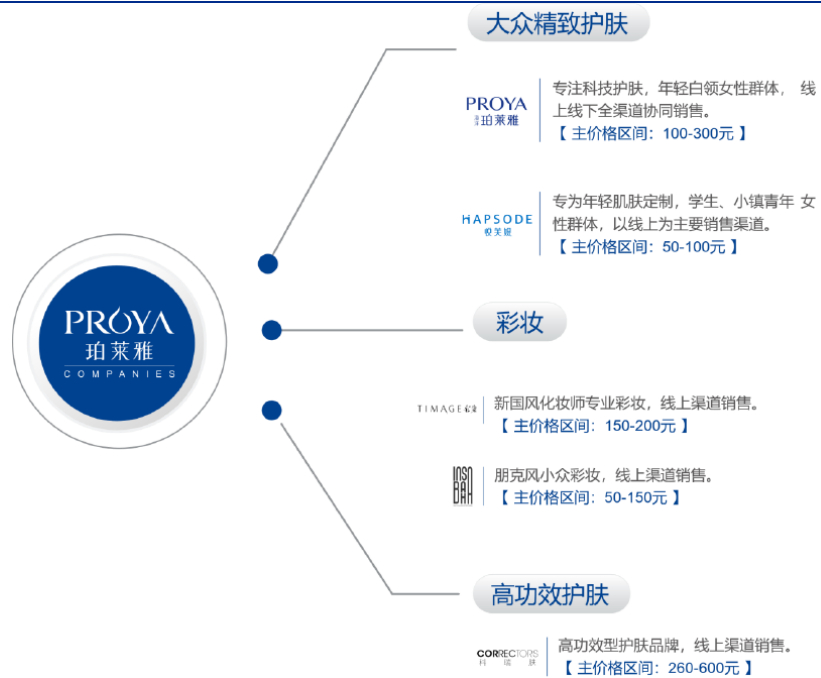 大众精致护肤
PROYA
珀莱雅
专注科技护肤，年轻白领女性群体， 线
上线下全渠道协同销售。
【 主价格区间：100-300元 】
HAPSODE
悦芙媞
专为年轻肌肤定制，学生、小镇青年 女
性群体，以线上为主要销售渠道。
【 主价格区间：50-100元 】
PROYA
珀莱雅
COMPANIES
彩妆
TIMAGE
新国风化妆师专业彩妆，线上渠道销售。
【 主价格区间：150-200元 】
INSB
BAH
朋克风小众彩妆，线上渠道销售。
【 主价格区间：50-150元 】
高功效护肤
CORRECTORS
科瑞肤
高功效型护肤品牌，线上渠道销售。
【 主价格区间：260-600元 】